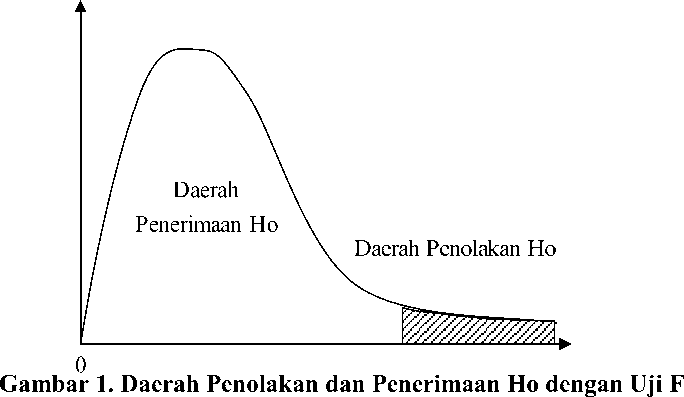 Daerah
Penerimaan Ho
Daerah Penolakan Ho
0
Gambar 1. Daerah Penolakan dan Penerimaan Ho dengan Uji F